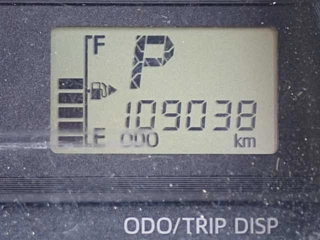 F P
109038
E ODO km
ODO/TRIP DISP